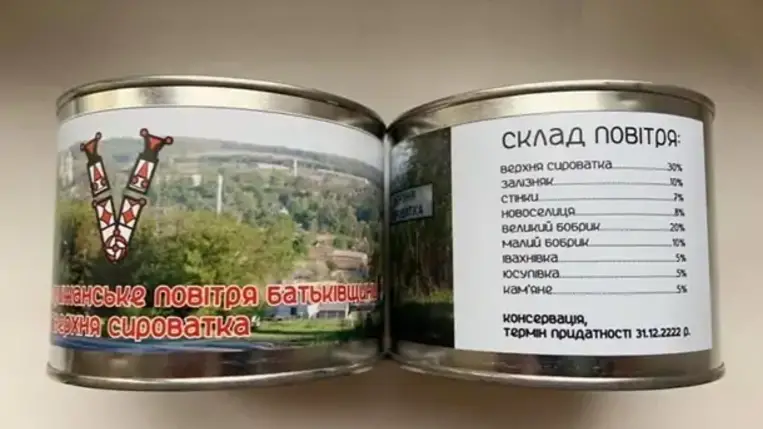 повітря батьківщини
верхня сироватка
СКЛАД ПОВІТРЯ:
верхня сироватка 30%
залізняк 10%
стінки 7%
новоселиця 8%
великий бобрик 20%
малий бобрик 10%
івахнівка 5%
юсупівка 5%
кам'яне 5%
консервація,
термін придатності 31.12.2222 р.